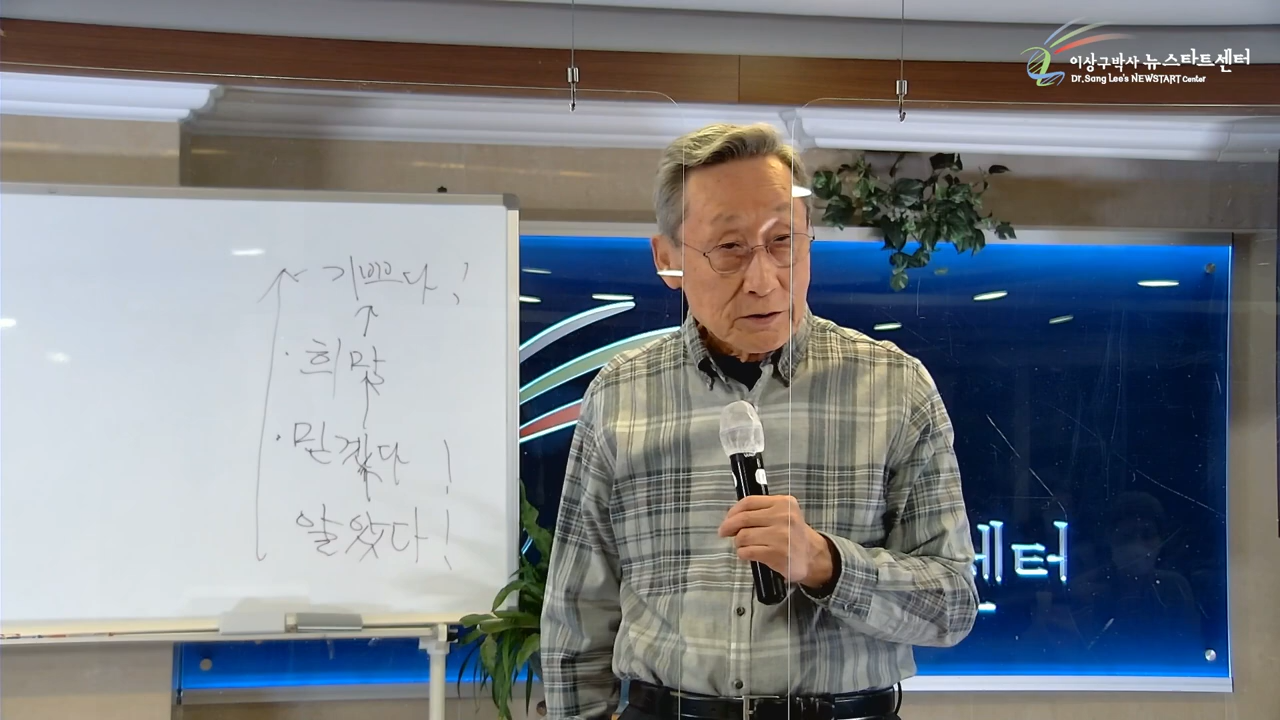 이상구박사 뉴스타트센터
Dr. Sang Lee's NEWSTART Center
기쁘다!
· 희망
· 믿겠다!
알았다!
센터